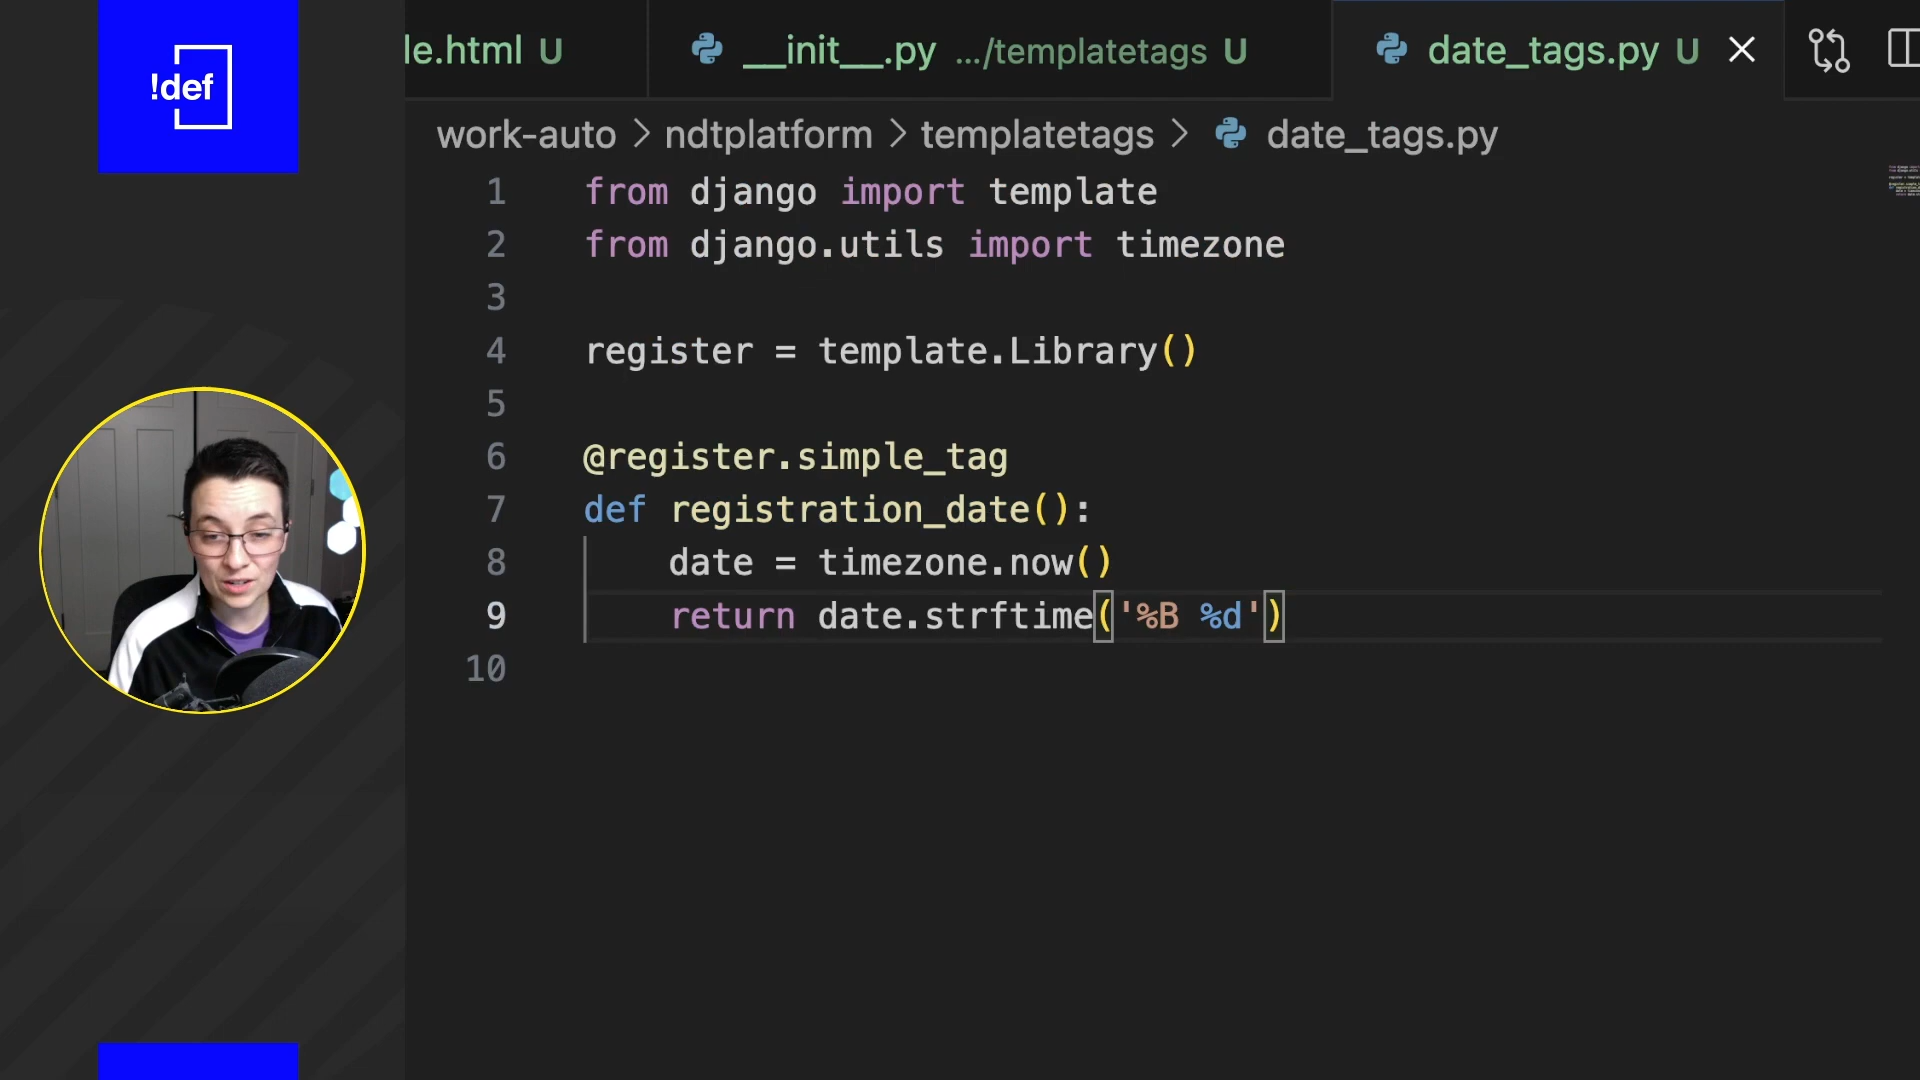 !def
le.html U
__init__.py .../templatetags U
date_tags.py U
work-auto > ndtplatform > templatetags > date_tags.py
1 from django import template
2 from django.utils import timezone
3
4 register = template.Library()
5
6 @register.simple_tag
7 def registration_date():
8     date = timezone.now()
9     return date.strftime('%B %d')
10